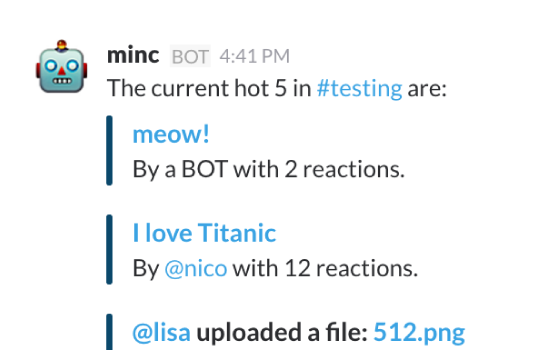 minc BOT 4:41 PM
The current hot 5 in #testing are:
meow!
By a BOT with 2 reactions.
I love Titanic
By @nico with 12 reactions.
@lisa uploaded a file: 512.png